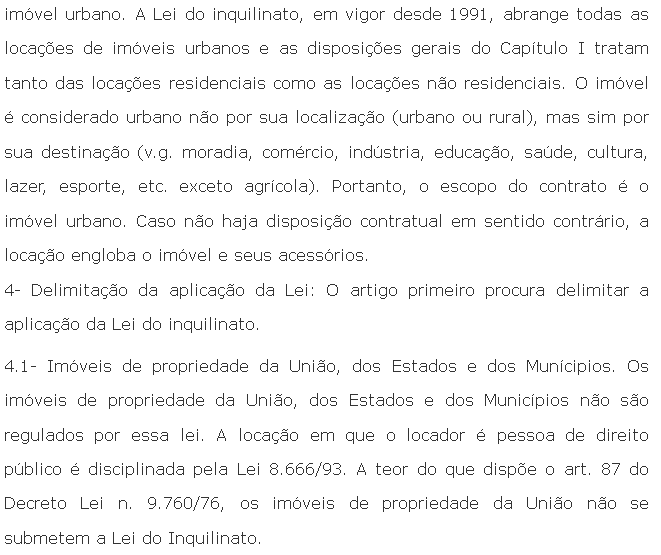 imóvel urbano. A Lei do inquilinato, em vigor desde 1991, abrange todas as
locações de imóveis urbanos e as disposições gerais do Capítulo I tratam
tanto das locações residenciais como as locações não residenciais. O imóvel
é considerado urbano não por sua localização (urbano ou rural), mas sim por
sua destinação (v.g. moradia, comércio, indústria, educação, saúde, cultura,
lazer, esporte, etc. exceto agrícola). Portanto, o escopo do contrato é o
imóvel urbano. Caso não haja disposição contratual em sentido contrário, a
locação engloba o imóvel e seus acessórios.
4- Delimitação da aplicação da Lei: O artigo primeiro procura delimitar a
aplicação da Lei do inquilinato.
4.1- Imóveis de propriedade da União, dos Estados e dos Munícipios. Os
imóveis de propriedade da União, dos Estados e dos Municípios não são
regulados por essa lei. A locação em que o locador é pessoa de direito
público é disciplinada pela Lei 8.666/93. A teor do que dispõe o art. 87 do
Decreto Lei n. 9.760/76, os imóveis de propriedade da União não se
submetem a Lei do Inquilinato.